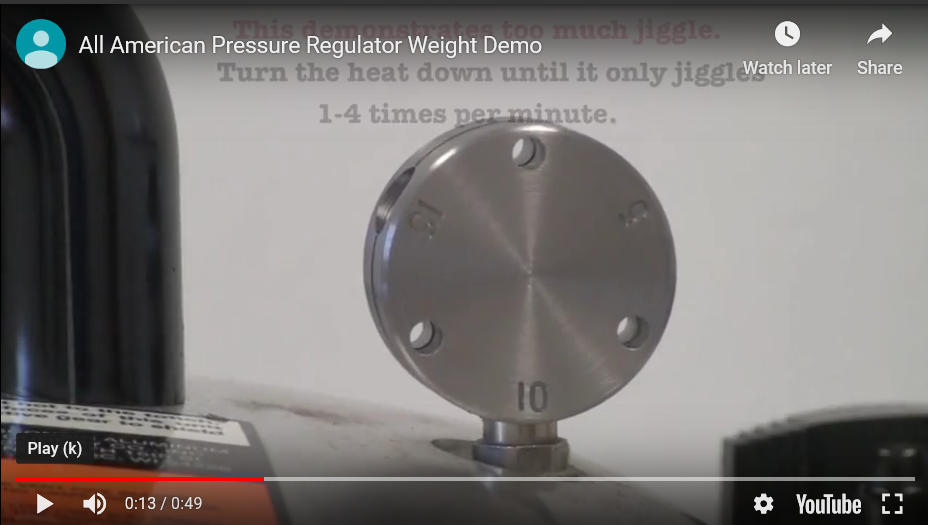 This demonstrates too much jiggle.
All American Pressure Regulator Weight Demo
Watch later
Share
Turn the heat down until it only jiggles
1-4 times per minute.
15
5
10
ALUMINUM
Play (k)
0:13 / 0:49
YouTube